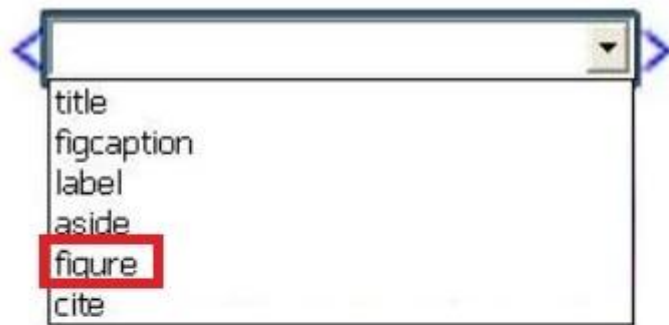 < >
title
figcaption
label
aside
figure
cite